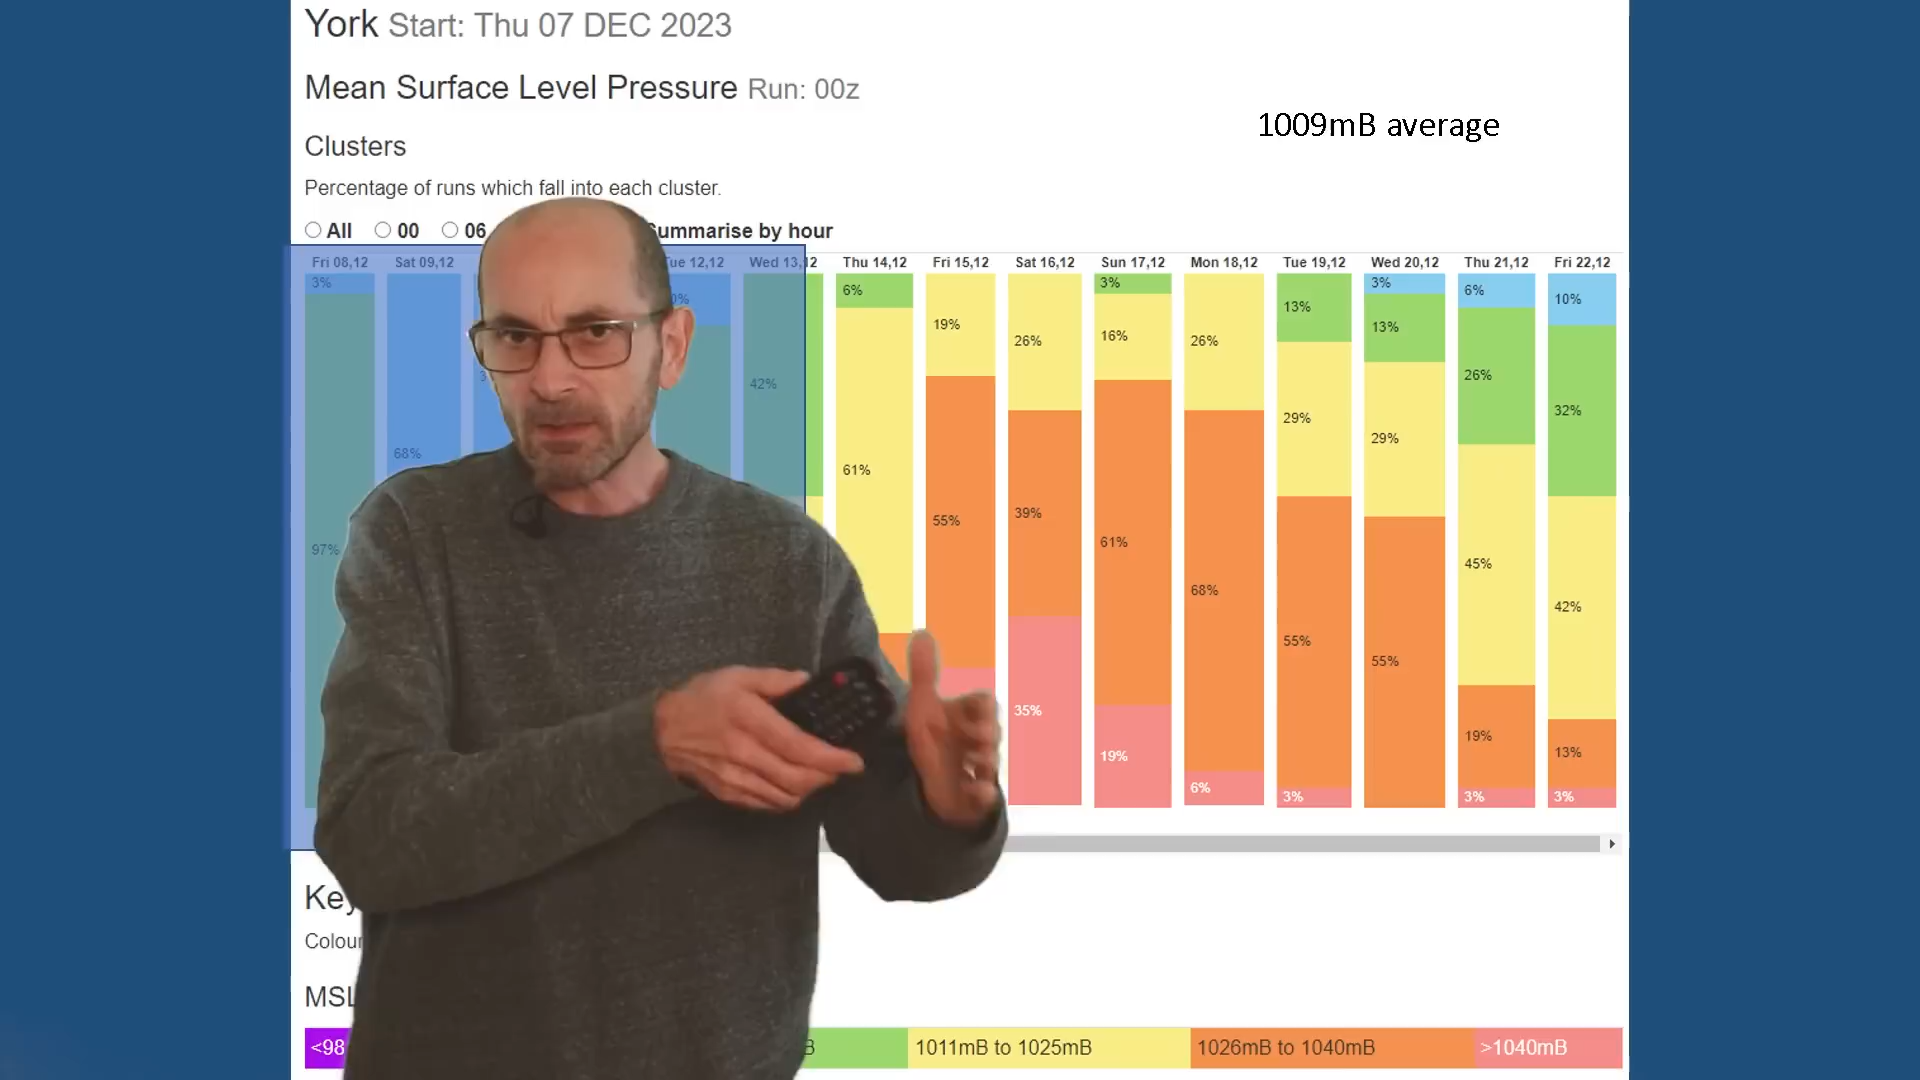 York Start: Thu 07 DEC 2023
Mean Surface Level Pressure Run: 00z
1009mB average
Clusters
Percentage of runs which fall into each cluster.
All 00 06 Summarise by hour
Fri 08,12 Sat 09,12 Tue 12,12 Wed 13,12 Thu 14,12 Fri 15,12 Sat 16,12 Sun 17,12 Mon 18,12 Tue 19,12 Wed 20,12 Thu 21,12 Fri 22,12
3% 3% 3%
6% 6%
10%
13%
19%
13%
16%
26% 26%
26%
42%
32%
29%
29%
68%
61%
39%
55%
61%
97%
45%
68%
42%
55%
55%
35%
19%
19%
13%
6%
3% 3% 3%
1011mB to 1025mB 1026mB to 1040mB >1040mB